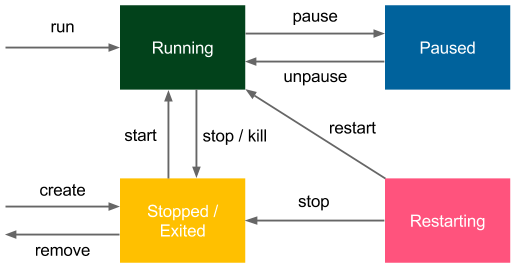 run
pause
Running
Paused
unpause
start
stop / kill
restart
create
Stopped /
Exited
stop
Restarting
remove